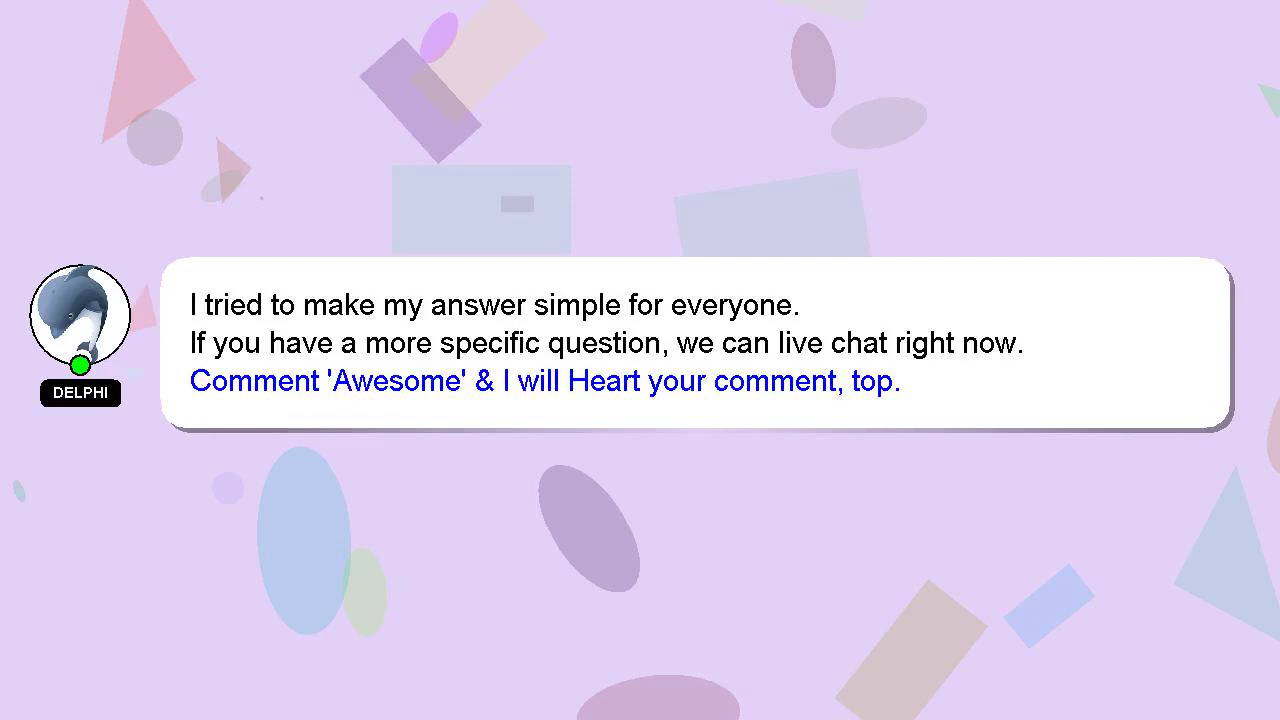 I tried to make my answer simple for everyone.
If you have a more specific question, we can live chat right now.
Comment 'Awesome' & I will Heart your comment, top.
DELPHI